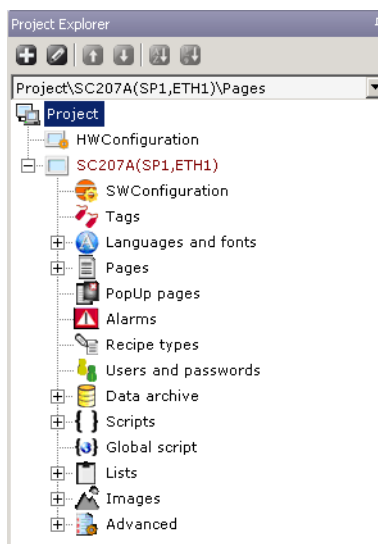 Project Explorer
Project\SC207A(SP1,ETH1)\Pages
Project
HWConfiguration
SC207A(SP1,ETH1)
SWConfiguration
Tags
Languages and fonts
Pages
PopUp pages
Alarms
Recipe types
Users and passwords
Data archive
Scripts
Global script
Lists
Images
Advanced